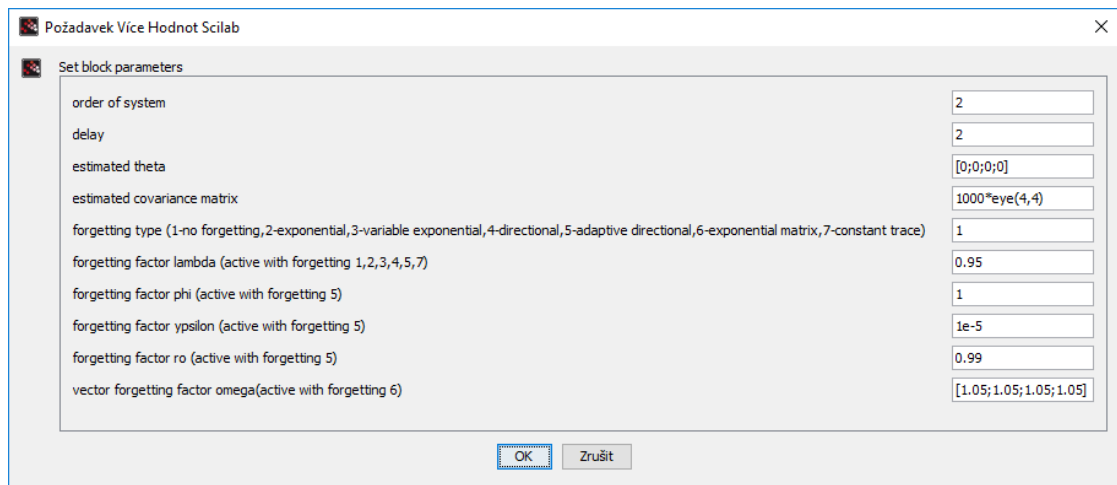 Požadavek Více Hodnot Scilab
Set block parameters
order of system 2
delay 2
estimated theta [0;0;0;0]
estimated covariance matrix 1000*eye(4,4)
forgetting type (1-no forgetting,2-exponential,3-variable exponential,4-directional,5-adaptive directional,6-exponential matrix,7-constant trace) 1
forgetting factor lambda (active with forgetting 1,2,3,4,5,7) 0.95
forgetting factor phi (active with forgetting 5) 1
forgetting factor ypsilon (active with forgetting 5) 1e-5
forgetting factor ro (active with forgetting 5) 0.99
vector forgetting factor omega(active with forgetting 6) [1.05;1.05;1.05;1.05]
OK Zrušit